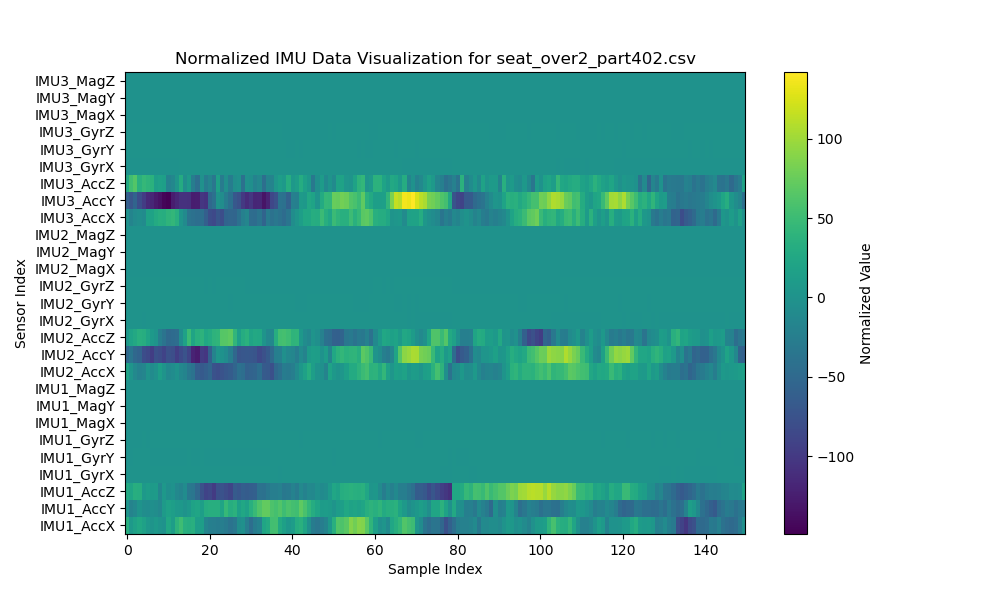 Normalized IMU Data Visualization for seat_over2_part402.csv
Sensor Index
IMU3_MagZ
IMU3_MagY
IMU3_MagX
IMU3_GyrZ
IMU3_GyrY
IMU3_GyrX
IMU3_AccZ
IMU3_AccY
IMU3_AccX
IMU2_MagZ
IMU2_MagY
IMU2_MagX
IMU2_GyrZ
IMU2_GyrY
IMU2_GyrX
IMU2_AccZ
IMU2_AccY
IMU2_AccX
IMU1_MagZ
IMU1_MagY
IMU1_MagX
IMU1_GyrZ
IMU1_GyrY
IMU1_GyrX
IMU1_AccZ
IMU1_AccY
IMU1_AccX
0 20 40 60 80 100 120 140
Sample Index
100
50
0
−50
−100
Normalized Value